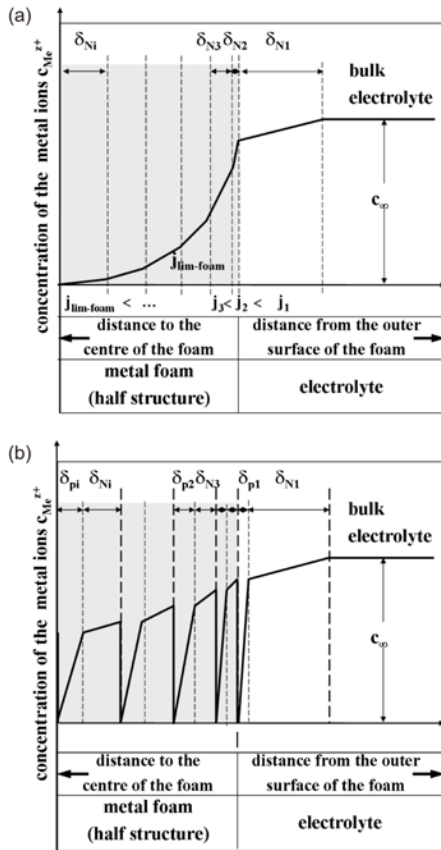 (a)
δNi
δN3 δN2
δN1
bulk
electrolyte
c∞
concentration of the metal ions cMe^z+
jlim-foam
jlim-foam < ... j3< j2 < j1
distance to the
centre of the foam
distance from the outer
surface of the foam
metal foam
(half structure)
electrolyte
(b)
δpi δNi
δp2 δN3
δp1
δN1
bulk
electrolyte
c∞
concentration of the metal ions cMe^z+
distance to the
centre of the foam
distance from the outer
surface of the foam
metal foam
(half structure)
electrolyte